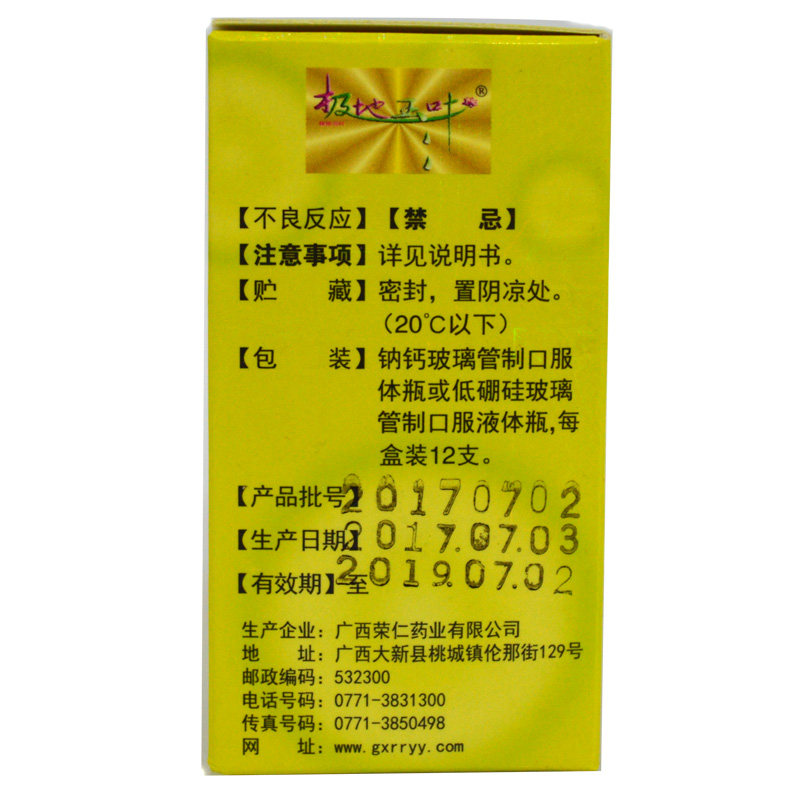 极地玉叶®
【不良反应】【禁 忌】
【注意事项】详见说明书。
【贮 藏】密封，置阴凉处。
（20℃以下）
【包 装】钠钙玻璃管制口服
体瓶或低硼硅玻璃
管制口服液体瓶,每
盒装12支。
【产品批号】20170702
【生产日期】2017.07.03
【有效期】至2019.07.02
生产企业：广西荣仁药业有限公司
地 址：广西大新县桃城镇伦那街129号
邮政编码：532300
电话号码：0771-3831300
传真号码：0771-3850498
网 址：www.gxrryy.com